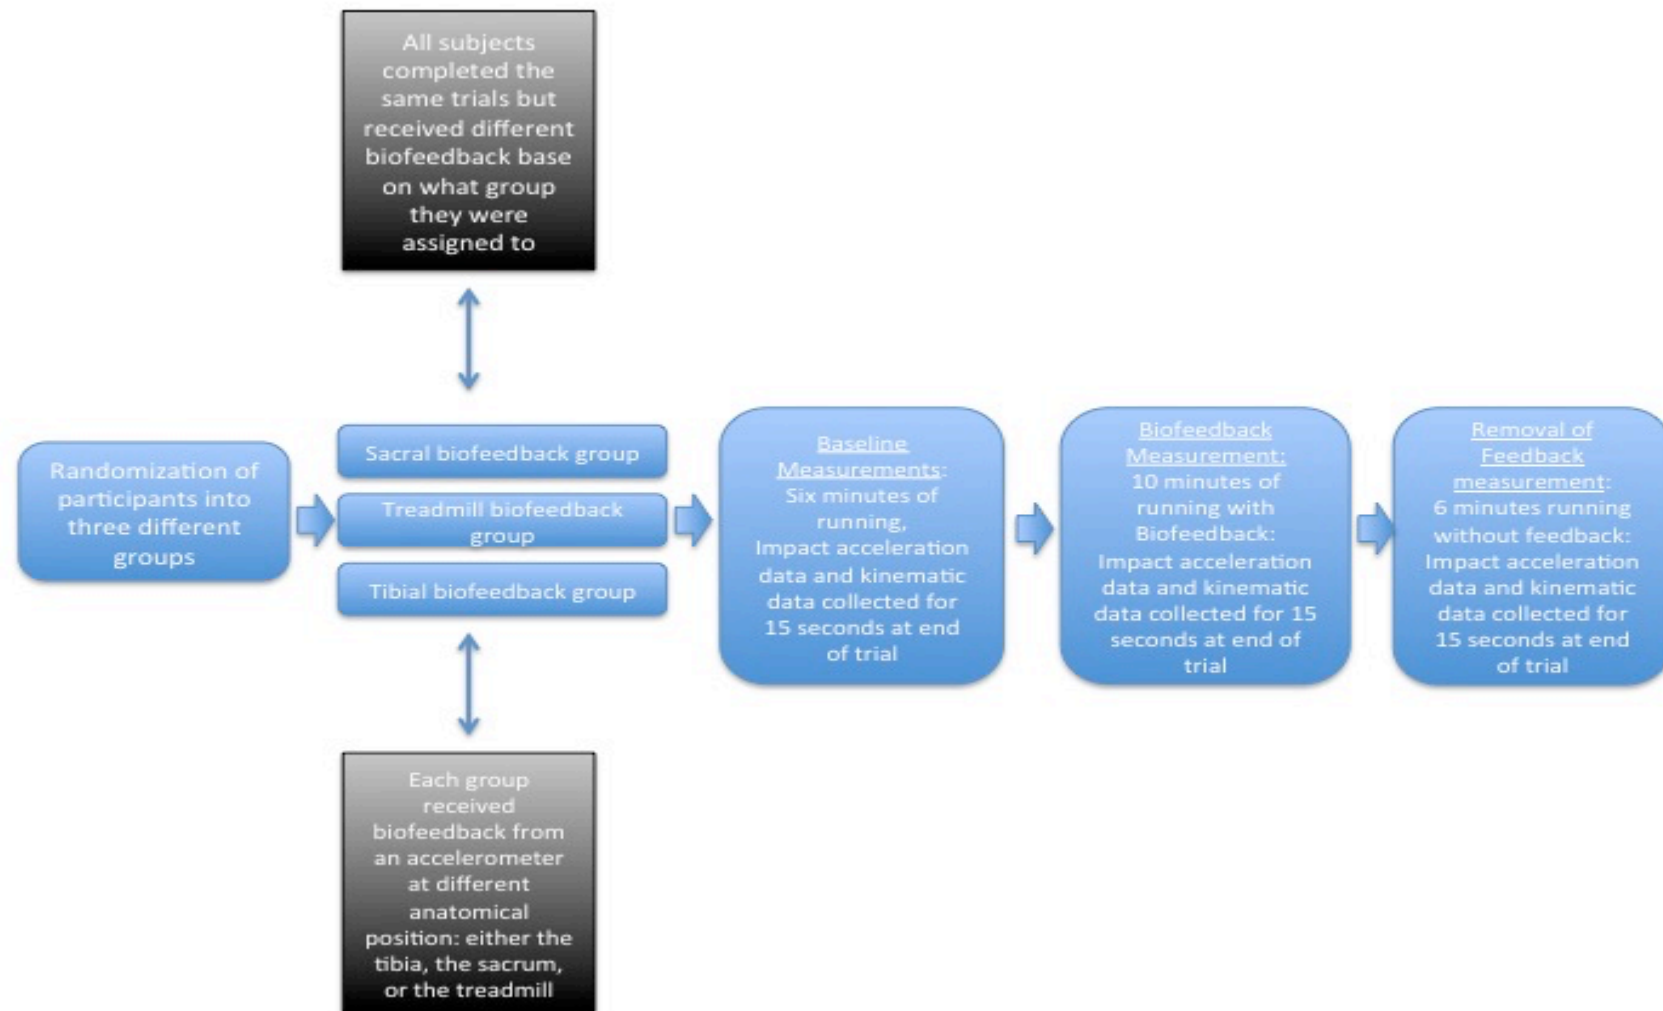 All subjects
completed the
same trials but
received different
biofeedback base
on what group
they were
assigned to
Randomization of
participants into
three different
groups
Sacral biofeedback group
Treadmill biofeedback
group
Tibial biofeedback group
Baseline
Measurements:
Six minutes of
running,
Impact acceleration
data and kinematic
data collected for
15 seconds at end
of trial
Biofeedback
Measurement:
10 minutes of
running with
Biofeedback:
Impact acceleration
data and kinematic
data collected for 15
seconds at end of
trial
Removal of
Feedback
measurement:
6 minutes running
without feedback:
Impact acceleration
data and kinematic
data collected for
15 seconds at end
of trial
Each group
received
biofeedback from
an accelerometer
at different
anatomical
position: either the
tibia, the sacrum,
or the treadmill